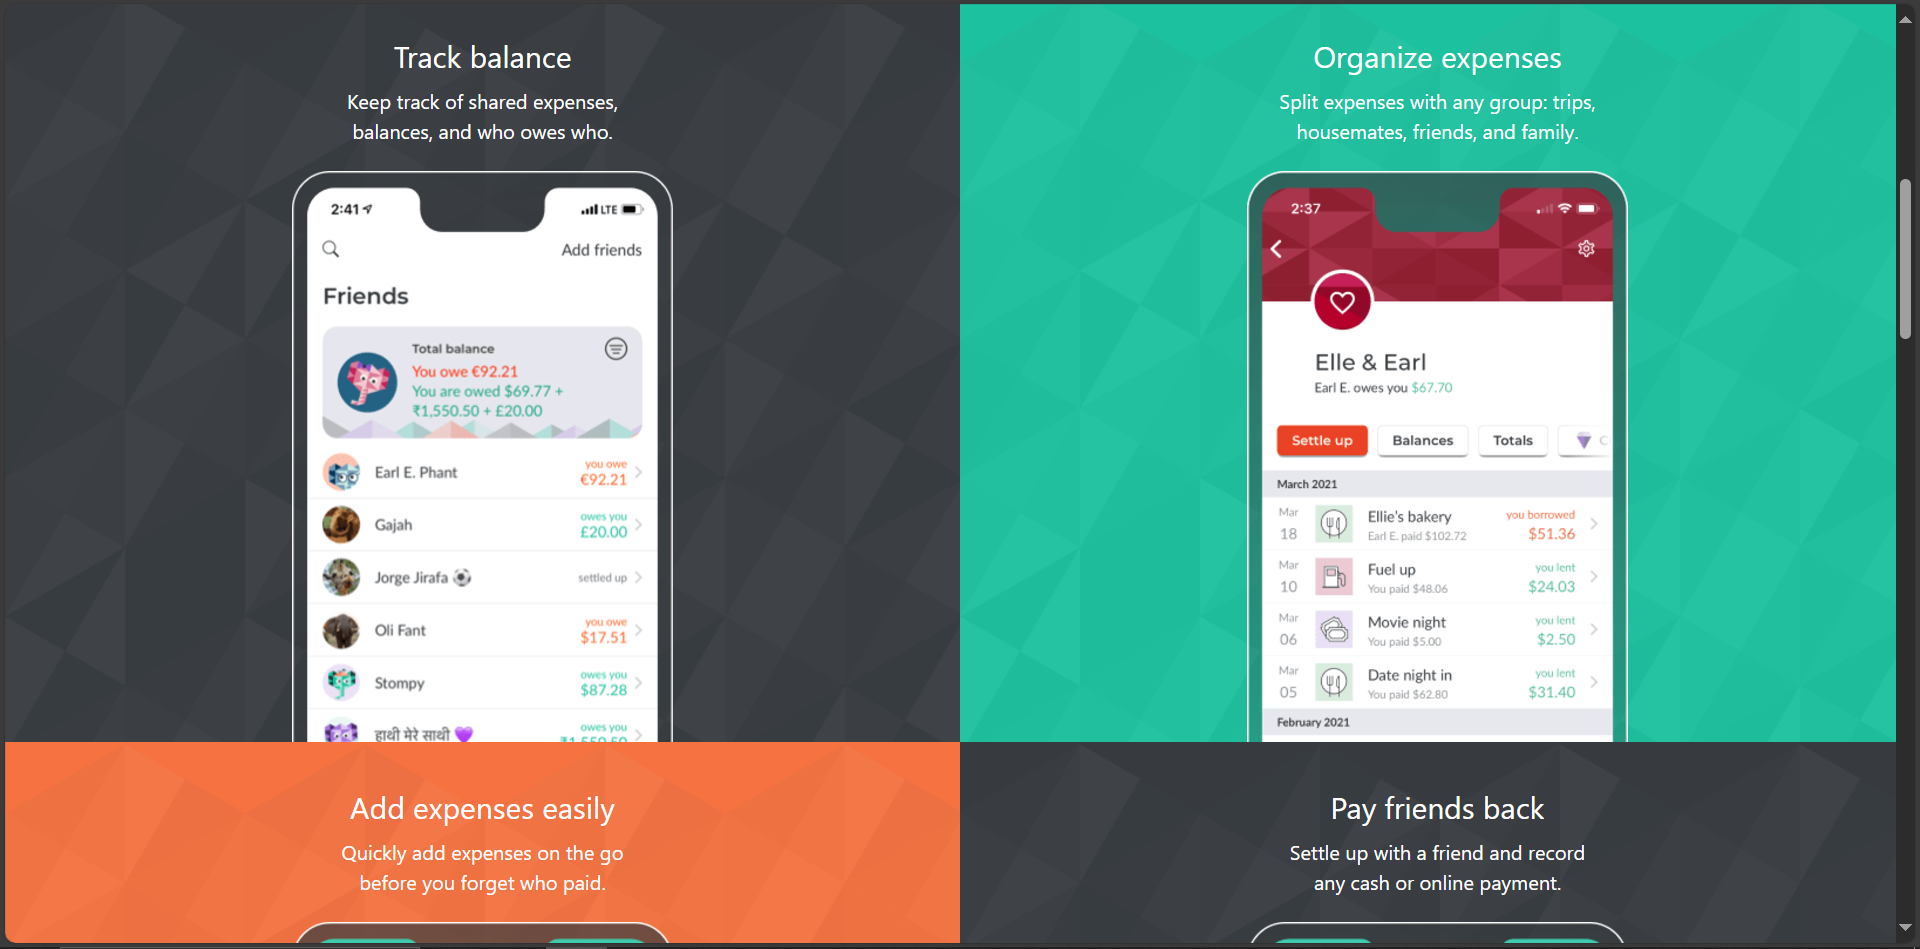 Track balance
Keep track of shared expenses,
balances, and who owes who.
2:41
LTE
Add friends
Friends
Total balance
You owe €92.21
You are owed $69.77 +
₹1,550.50 + £20.00
Earl E. Phant
you owe
€92.21
Gajah
owes you
£20.00
Jorge Jirafa
settled up
Oli Fant
you owe
$17.51
Stompy
owes you
$87.28
हाथी मेरे साथी
owes you
₹1,550.50
Organize expenses
Split expenses with any group: trips,
housemates, friends, and family.
2:37
Elle & Earl
Earl E. owes you $67.70
Settle up
Balances
Totals
March 2021
Mar
18
Ellie's bakery
Earl E. paid $102.72
you borrowed
$51.36
Mar
10
Fuel up
You paid $48.06
you lent
$24.03
Mar
06
Movie night
You paid $5.00
you lent
$2.50
Mar
05
Date night in
You paid $62.80
you lent
$31.40
February 2021
Add expenses easily
Quickly add expenses on the go
before you forget who paid.
Pay friends back
Settle up with a friend and record
any cash or online payment.